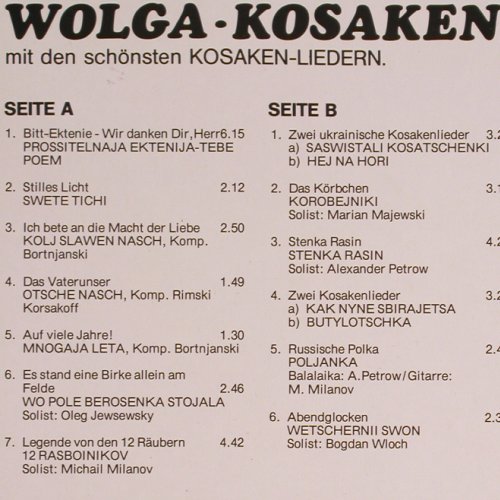 WOLGA-KOSAKEN
mit den schönsten KOSAKEN-LIEDERN.
SEITE A
1. Bitt-Ektenie - Wir danken Dir,Herr 6.15
PROSSITELNAJA EKTENIJA-TEBE
POEM
2. Stilles Licht 2.12
SWETE TICHI
3. Ich bete an die Macht der Liebe 2.50
KOLJ SLAWEN NASCH, Komp.
Bortnjanski
4. Das Vaterunser 1.49
OTSCHE NASCH, Komp. Rimski
Korsakoff
5. Auf viele Jahre! 1.30
MNOGAJA LETA, Komp. Bortnjanski
6. Es stand eine Birke allein am
Felde 2.46
WO POLE BEROSENKA STOJALA
Solist: Oleg Jewsewsky
7. Legende von den 12 Räubern 4.42
12 RASBOINIKOV
Solist: Michail Milanov
SEITE B
1. Zwei ukrainische Kosakenlieder
a) SASWISTALI KOSATSCHENKI
b) HEJ NA HORI
2. Das Körbchen
KOROBEJNIKI
Solist: Marian Majewski
3. Stenka Rasin
STENKA RASIN
Solist: Alexander Petrow
4. Zwei Kosakenlieder
a) KAK NYNE SBIRAJETSA
b) BUTYLOTSCHKA
5. Russische Polka
POLJANKA
Balalaika: A.Petrow/Gitarre:
M. Milanov
6. Abendglocken
WETSCHERNII SWON
Solist: Bogdan Wloch